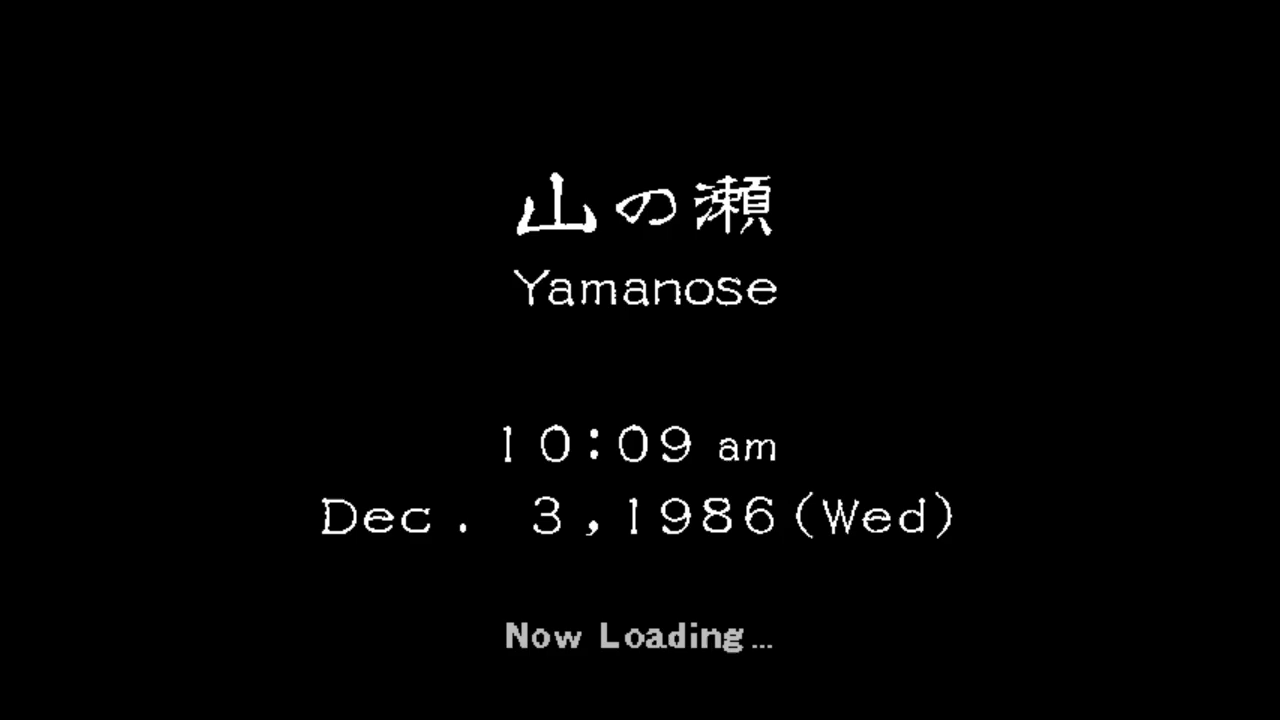 山の瀬
Yamanose
10:09 am
Dec. 3,1986(Wed)
Now Loading...